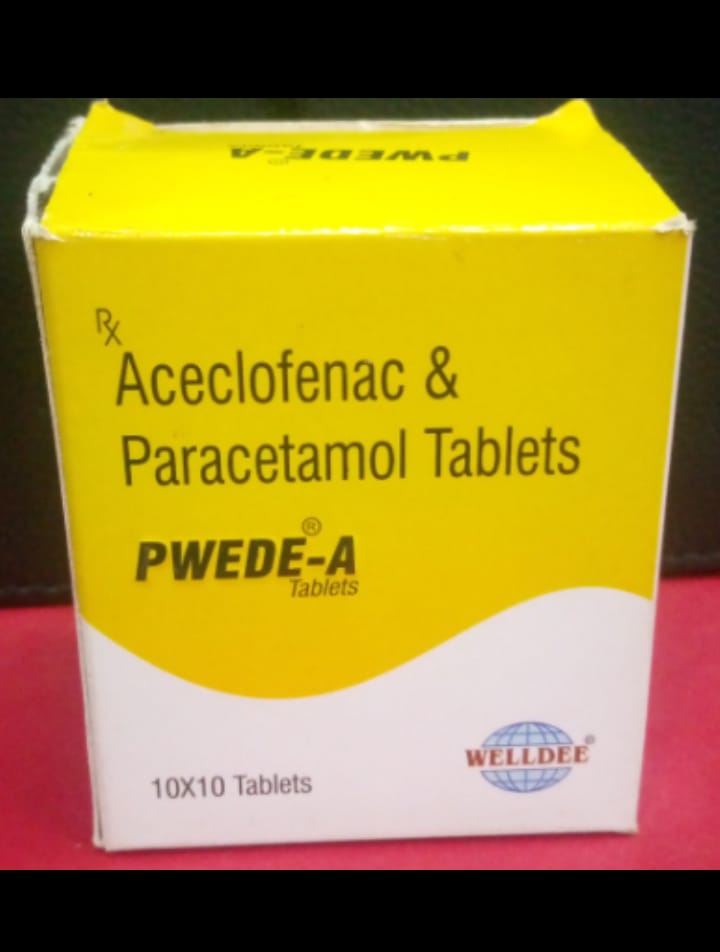 PWEDE-A
Rx
Aceclofenac &
Paracetamol Tablets
PWEDE-A®
Tablets
10X10 Tablets
WELLDEE®